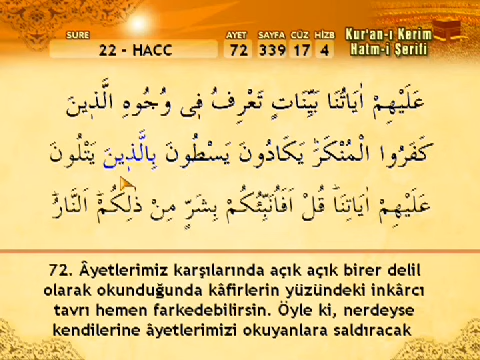 SURE AYET SAYFA CÜZ HİZB
22 - HACC 72 339 17 4
Kur'an-ı Kerim
Hatm-i Şerifi
عَلَيْهِمْ اٰيَاتُنَا بَيِّنَاتٍ تَعْرِفُ ف۪ى وُجُوهِ الَّذ۪ينَ
كَفَرُوا الْمُنْكَرَۜ يَكَادُونَ يَسْطُونَ بِالَّذ۪ينَ يَتْلُونَ
عَلَيْهِمْ اٰيَاتِنَاۜ قُلْ اَفَاُنَبِّئُكُمْ بِشَرٍّ مِنْ ذٰلِكُمْۜ اَلنَّارُۜ
72. Âyetlerimiz karşılarında açık açık birer delil
olarak okunduğunda kâfirlerin yüzündeki inkârcı
tavrı hemen farkedebilirsin. Öyle ki, nerdeyse
kendilerine âyetlerimizi okuyanlara saldıracak